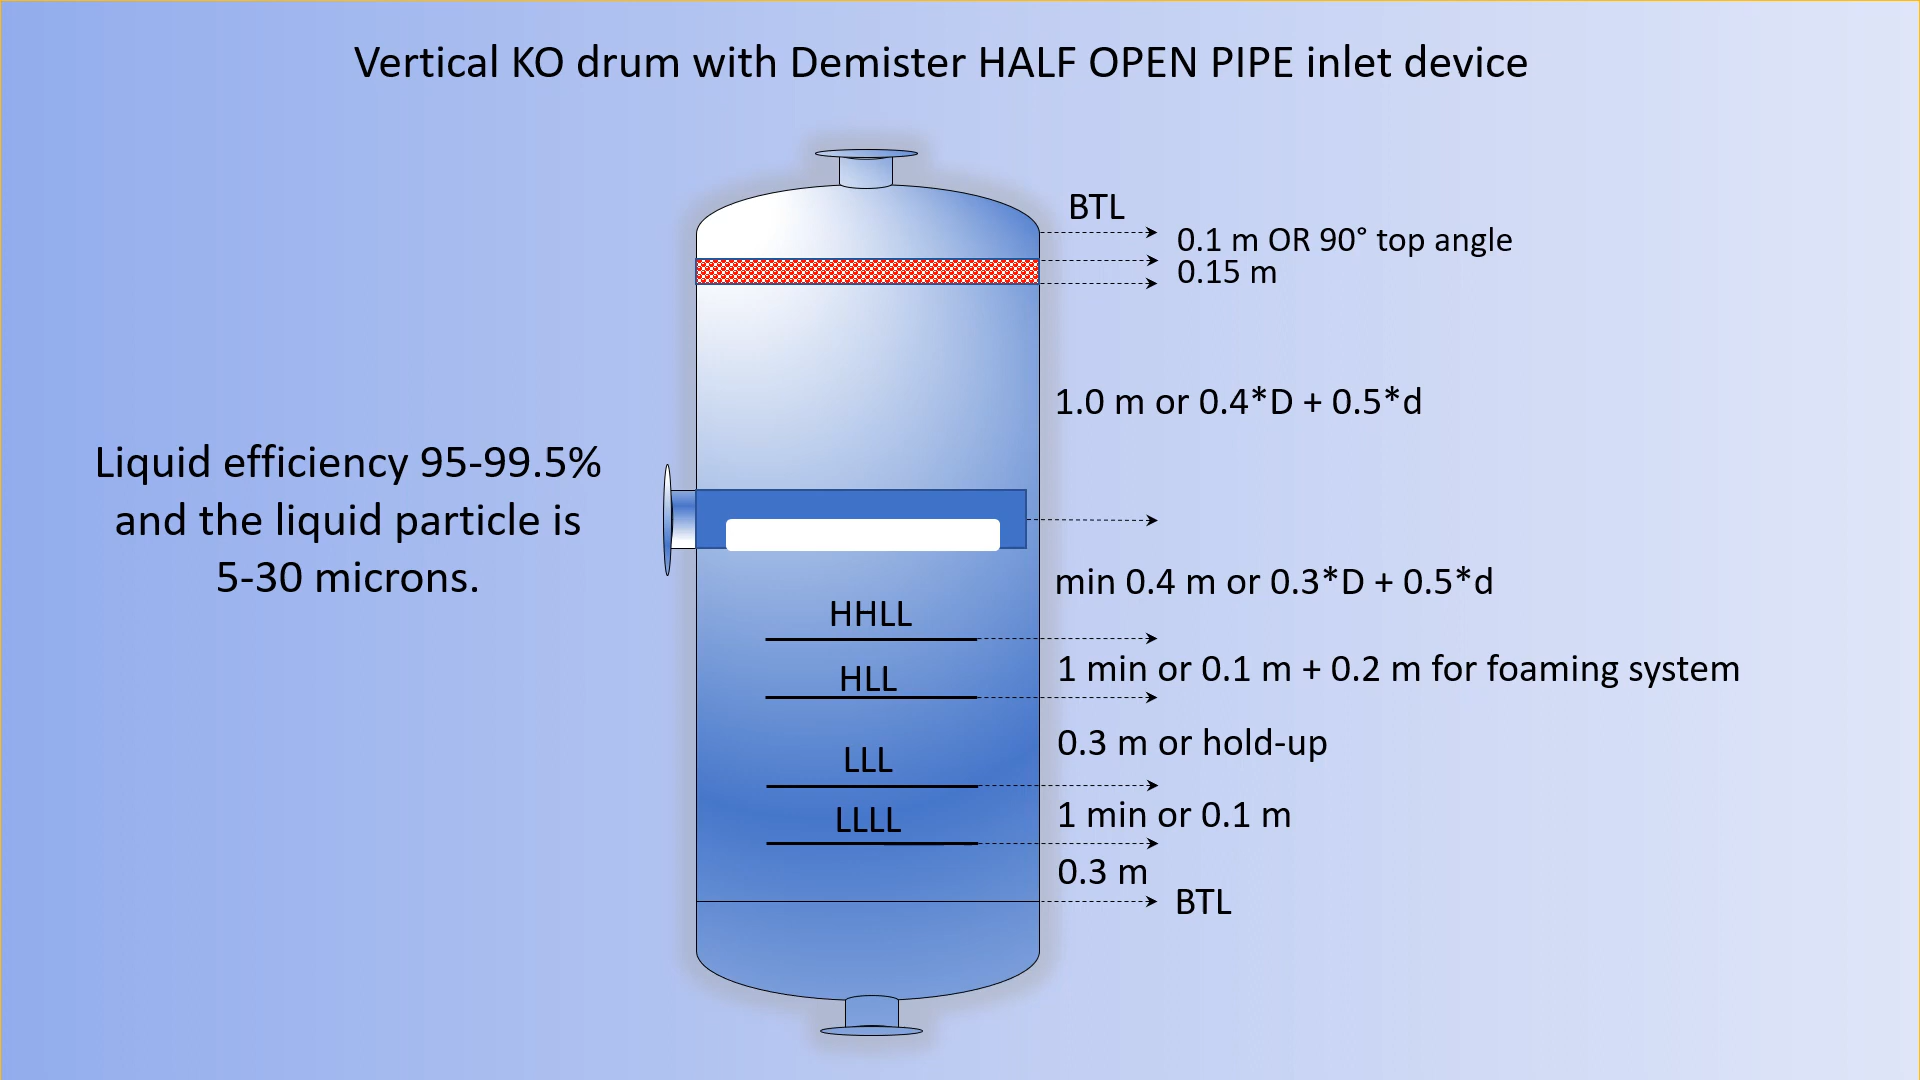 Vertical KO drum with Demister HALF OPEN PIPE inlet device
BTL
0.1 m OR 90° top angle
0.15 m
1.0 m or 0.4*D + 0.5*d
Liquid efficiency 95-99.5%
and the liquid particle is
5-30 microns.
min 0.4 m or 0.3*D + 0.5*d
HHLL
1 min or 0.1 m + 0.2 m for foaming system
HLL
0.3 m or hold-up
LLL
1 min or 0.1 m
LLLL
0.3 m
BTL